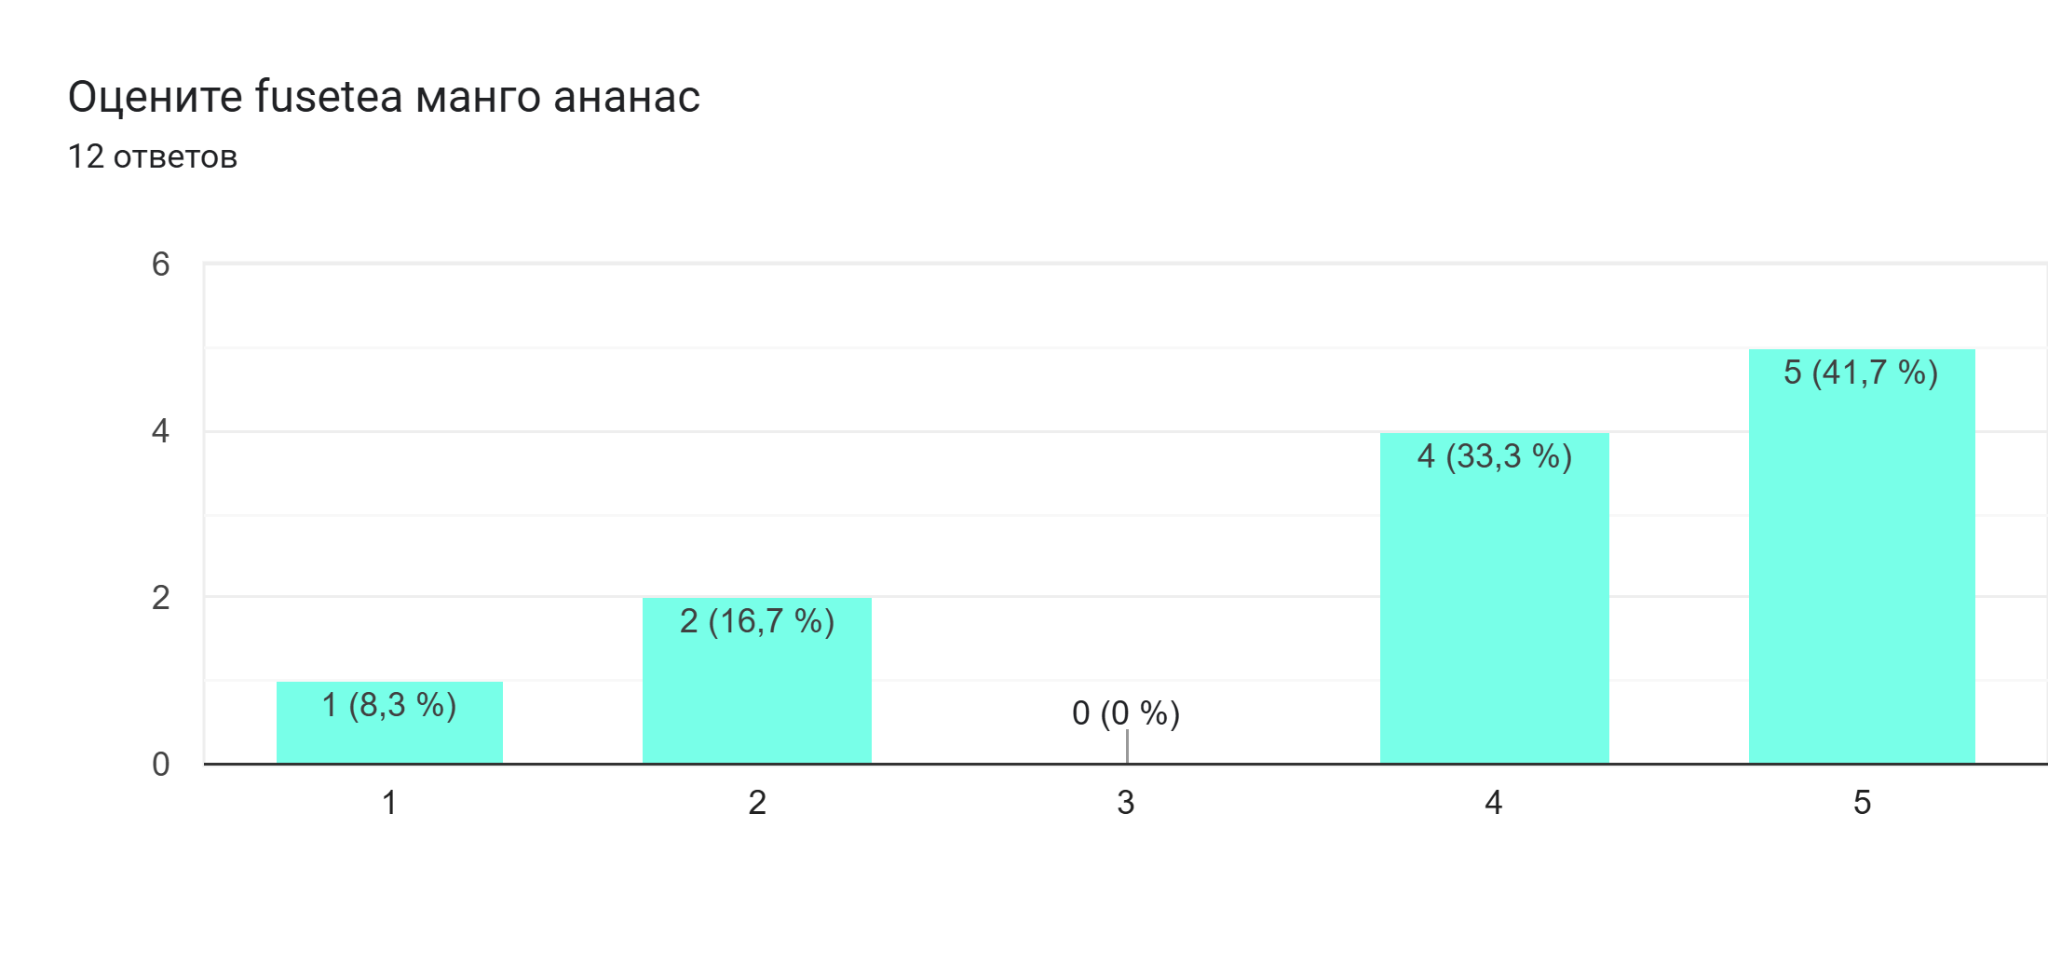 Оцените fusetea манго ананас
12 ответов
6
4
2
0
1 (8,3 %)
2 (16,7 %)
0 (0 %)
4 (33,3 %)
5 (41,7 %)
1
2
3
4
5